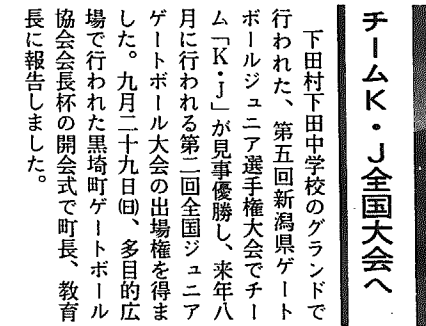 チームK・J全国大会へ
下田村下田中学校のグランドで
行われた、第五回新潟県ゲート
ボールジュニア選手権大会でチー
ム「K・J」が見事優勝し、来年八
月に行われる第二回全国ジュニア
ゲートボール大会の出場権を得ま
した。九月二十九日㈰、多目的広
場で行われた黒埼町ゲートボール
協会会長杯の開会式で町長、教育
長に報告しました。